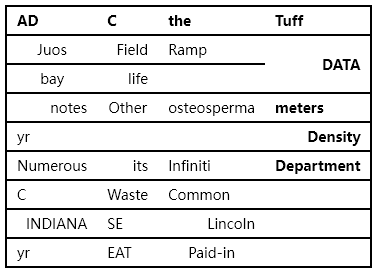 AD C the Tuff
Juos Field Ramp
DATA
bay life
notes Other osteosperma meters
yr Density
Numerous its Infiniti Department
C Waste Common
INDIANA SE Lincoln
yr EAT Paid-in